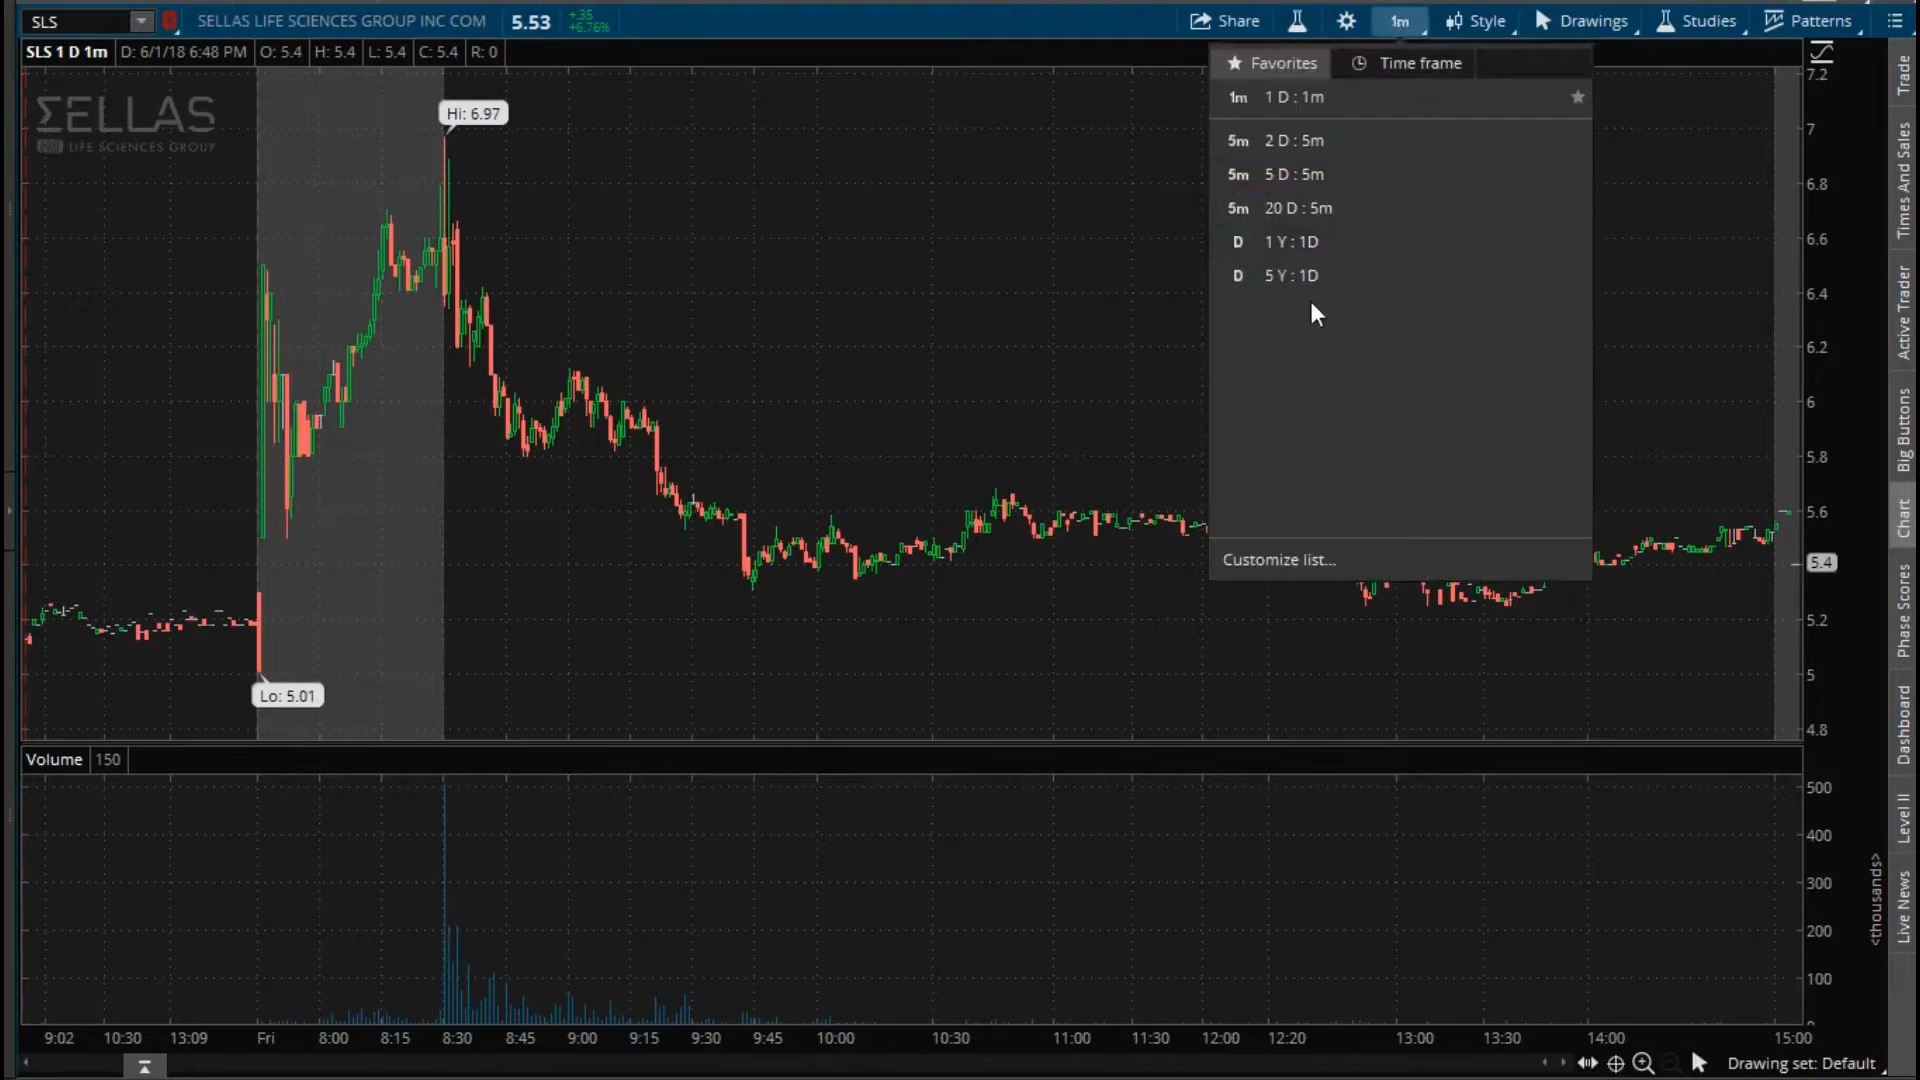 SLS SELLAS LIFE SCIENCES GROUP INC COM 5.53 +.35 +6.76% Share 1m Style Drawings Studies Patterns
SLS 1 D 1m D: 6/1/18 6:48 PM O: 5.4 H: 5.4 L: 5.4 C: 5.4 R: 0
Favorites Time frame
1m 1 D : 1m
5m 2 D : 5m
5m 5 D : 5m
5m 20 D : 5m
D 1 Y : 1D
D 5 Y : 1D
Customize list...
ΣELLAS
LIFE SCIENCES GROUP
Hi: 6.97
Lo: 5.01
7.2
7
6.8
6.6
6.4
6.2
6
5.8
5.6
5.4
5.2
5
4.8
Volume 150
500
400
300
200
100
0
<thousands>
9:02 10:30 13:09 Fri 8:00 8:15 8:30 8:45 9:00 9:15 9:30 9:45 10:00 10:30 11:00 11:30 12:00 12:20 13:00 13:30 14:00 15:00
Drawing set: Default
Trade
Times And Sales
Active Trader
Big Buttons
Chart
Phase Scores
Dashboard
Level II
Live News